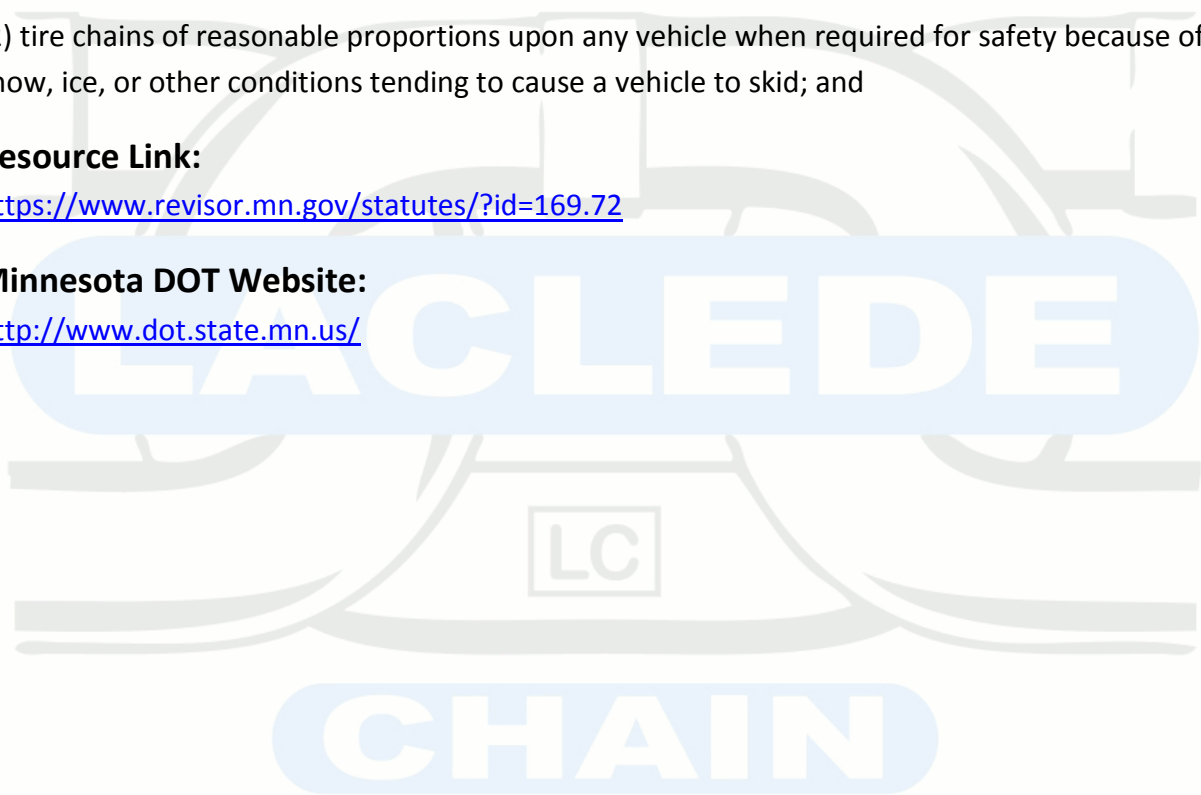 ) tire chains of reasonable proportions upon any vehicle when required for safety because of
now, ice, or other conditions tending to cause a vehicle to skid; and
esource Link:
ttps://www.revisor.mn.gov/statutes/?id=169.72
Minnesota DOT Website:
ttp://www.dot.state.mn.us/
LACLEDE
LC
CHAIN